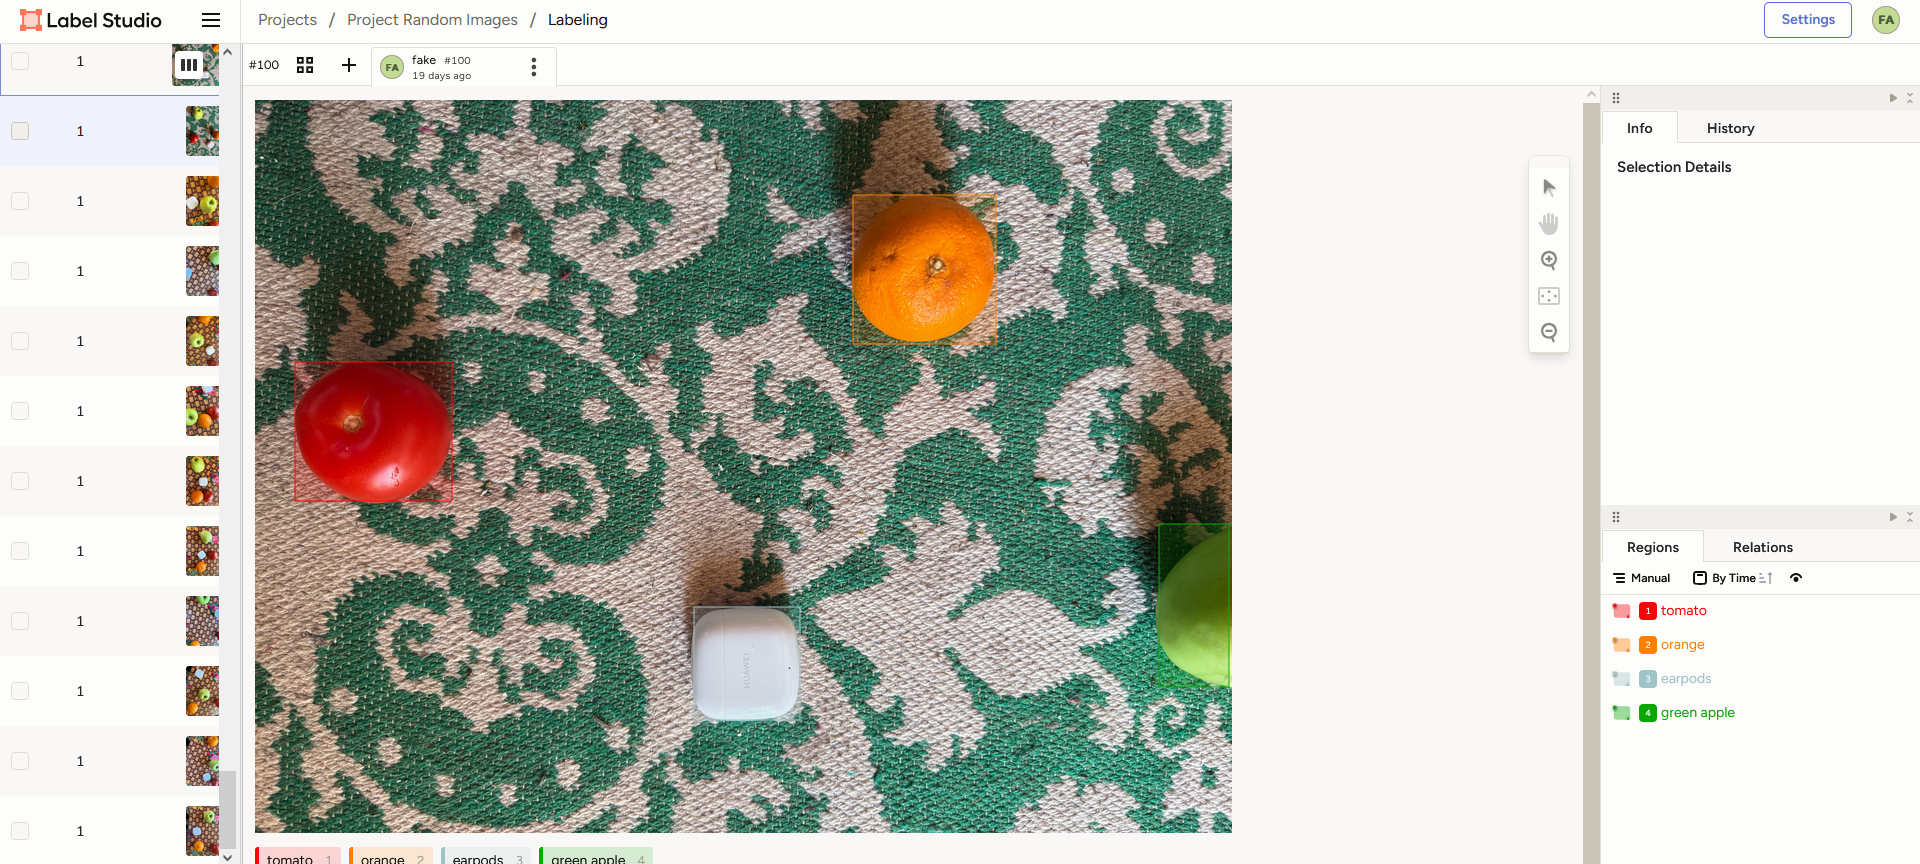 Label Studio
Projects / Project Random Images / Labeling
Settings
FA
1
1
1
1
1
1
1
1
1
1
1
1
#100
FA
fake #100
19 days ago
HUAWEI
Info
History
Selection Details
Regions
Relations
Manual
By Time
1 tomato
2 orange
3 earpods
4 green apple
tomato 1
orange 2
earpods 3
green apple 4